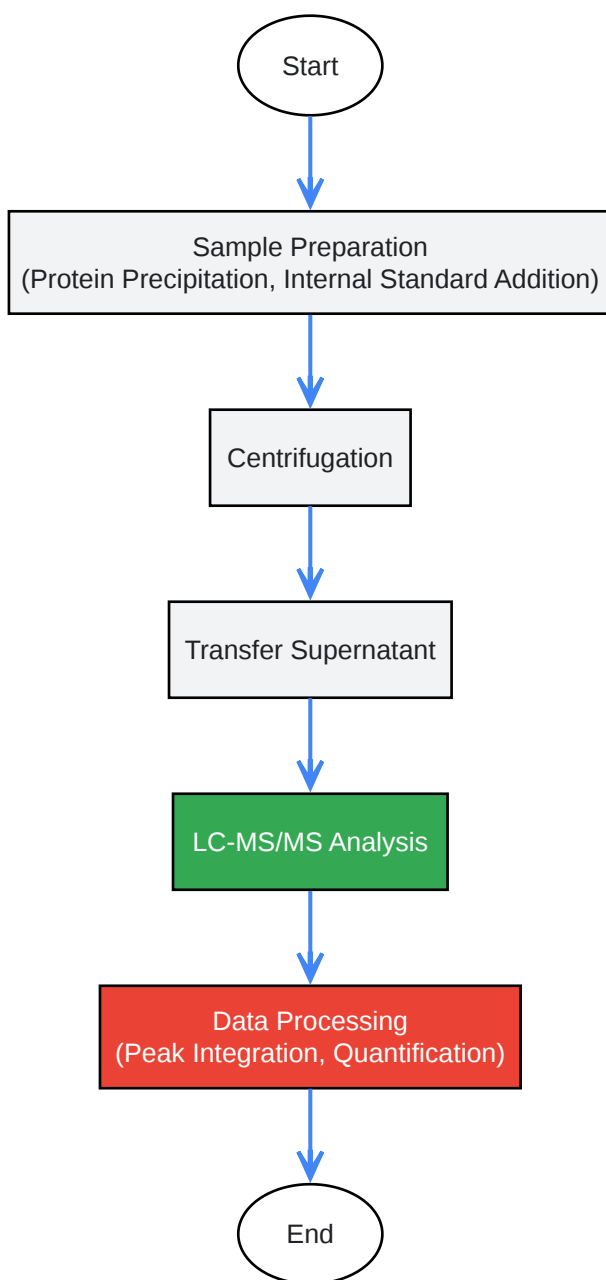 Start
Sample Preparation
(Protein Precipitation, Internal Standard Addition)
Centrifugation
Transfer Supernatant
LC-MS/MS Analysis
Data Processing
(Peak Integration, Quantification)
End